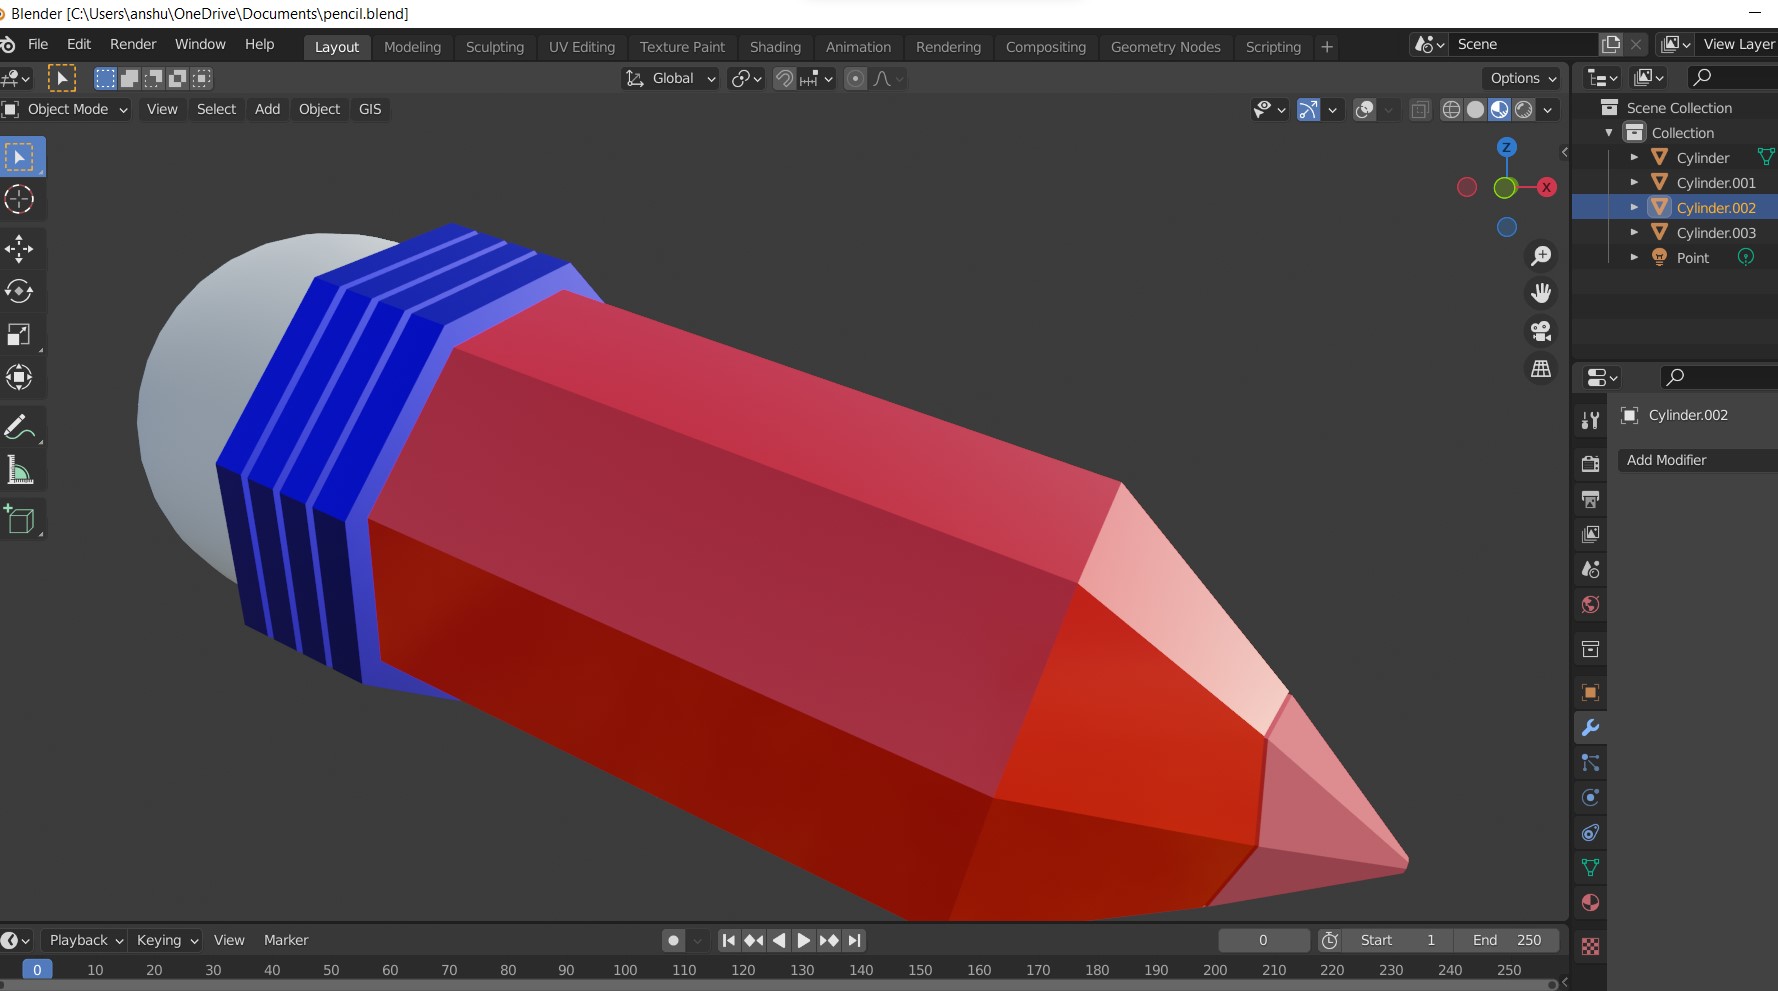 Blender [C:\Users\anshu\OneDrive\Documents\pencil.blend]
File Edit Render Window Help Layout Modeling Sculpting UV Editing Texture Paint Shading Animation Rendering Compositing Geometry Nodes Scripting + Scene View Layer
Global Options
Object Mode View Select Add Object GIS
Scene Collection
Collection
Cylinder
Cylinder.001
Cylinder.002
Cylinder.003
Point
Z
X
Cylinder.002
Add Modifier
Playback Keying View Marker 0 Start 1 End 250
0 10 20 30 40 50 60 70 80 90 100 110 120 130 140 150 160 170 180 190 200 210 220 230 240 250